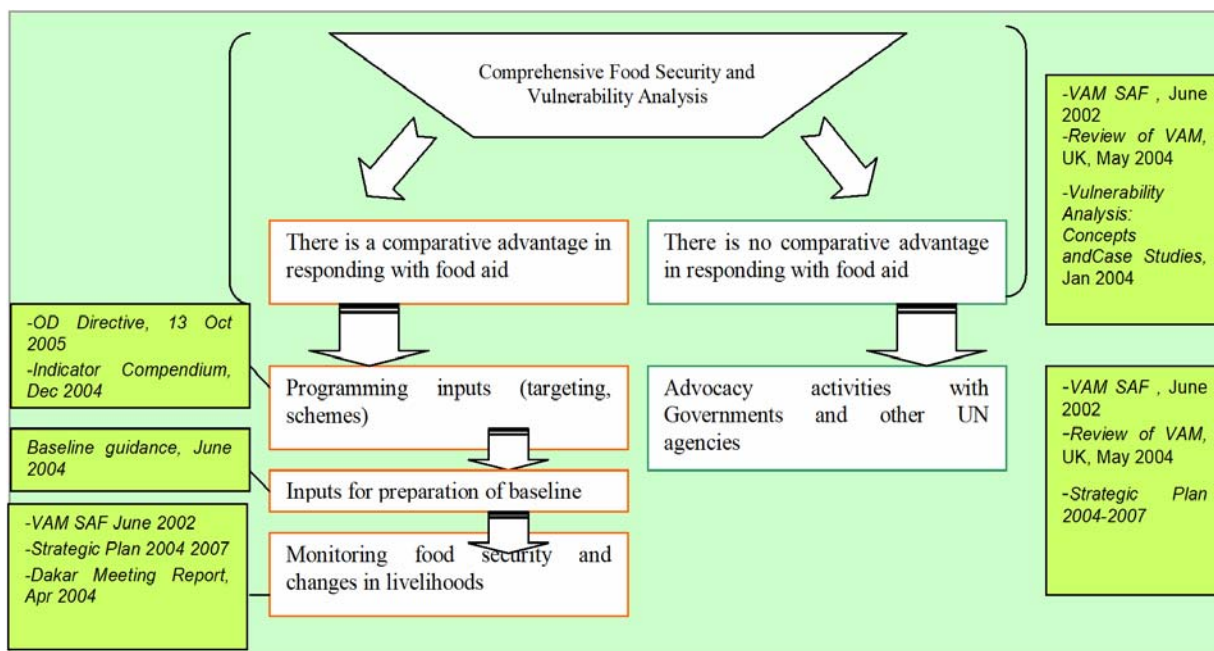 Comprehensive Food Security and
Vulnerability Analysis
There is a comparative advantage in
responding with food aid
There is no comparative advantage
in responding with food aid
-VAM SAF , June
2002
-Review of VAM,
UK, May 2004
-Vulnerability
Analysis:
Concepts
andCase Studies,
Jan 2004
-OD Directive, 13 Oct
2005
-Indicator Compendium,
Dec 2004
Programming inputs (targeting,
schemes)
Advocacy activities with
Governments and other UN
agencies
-VAM SAF , June
2002
-Review of VAM,
UK, May 2004
-Strategic Plan
2004-2007
Baseline guidance, June
2004
Inputs for preparation of baseline
-VAM SAF June 2002
-Strategic Plan 2004 2007
-Dakar Meeting Report,
Apr 2004
Monitoring food security and
changes in livelihoods